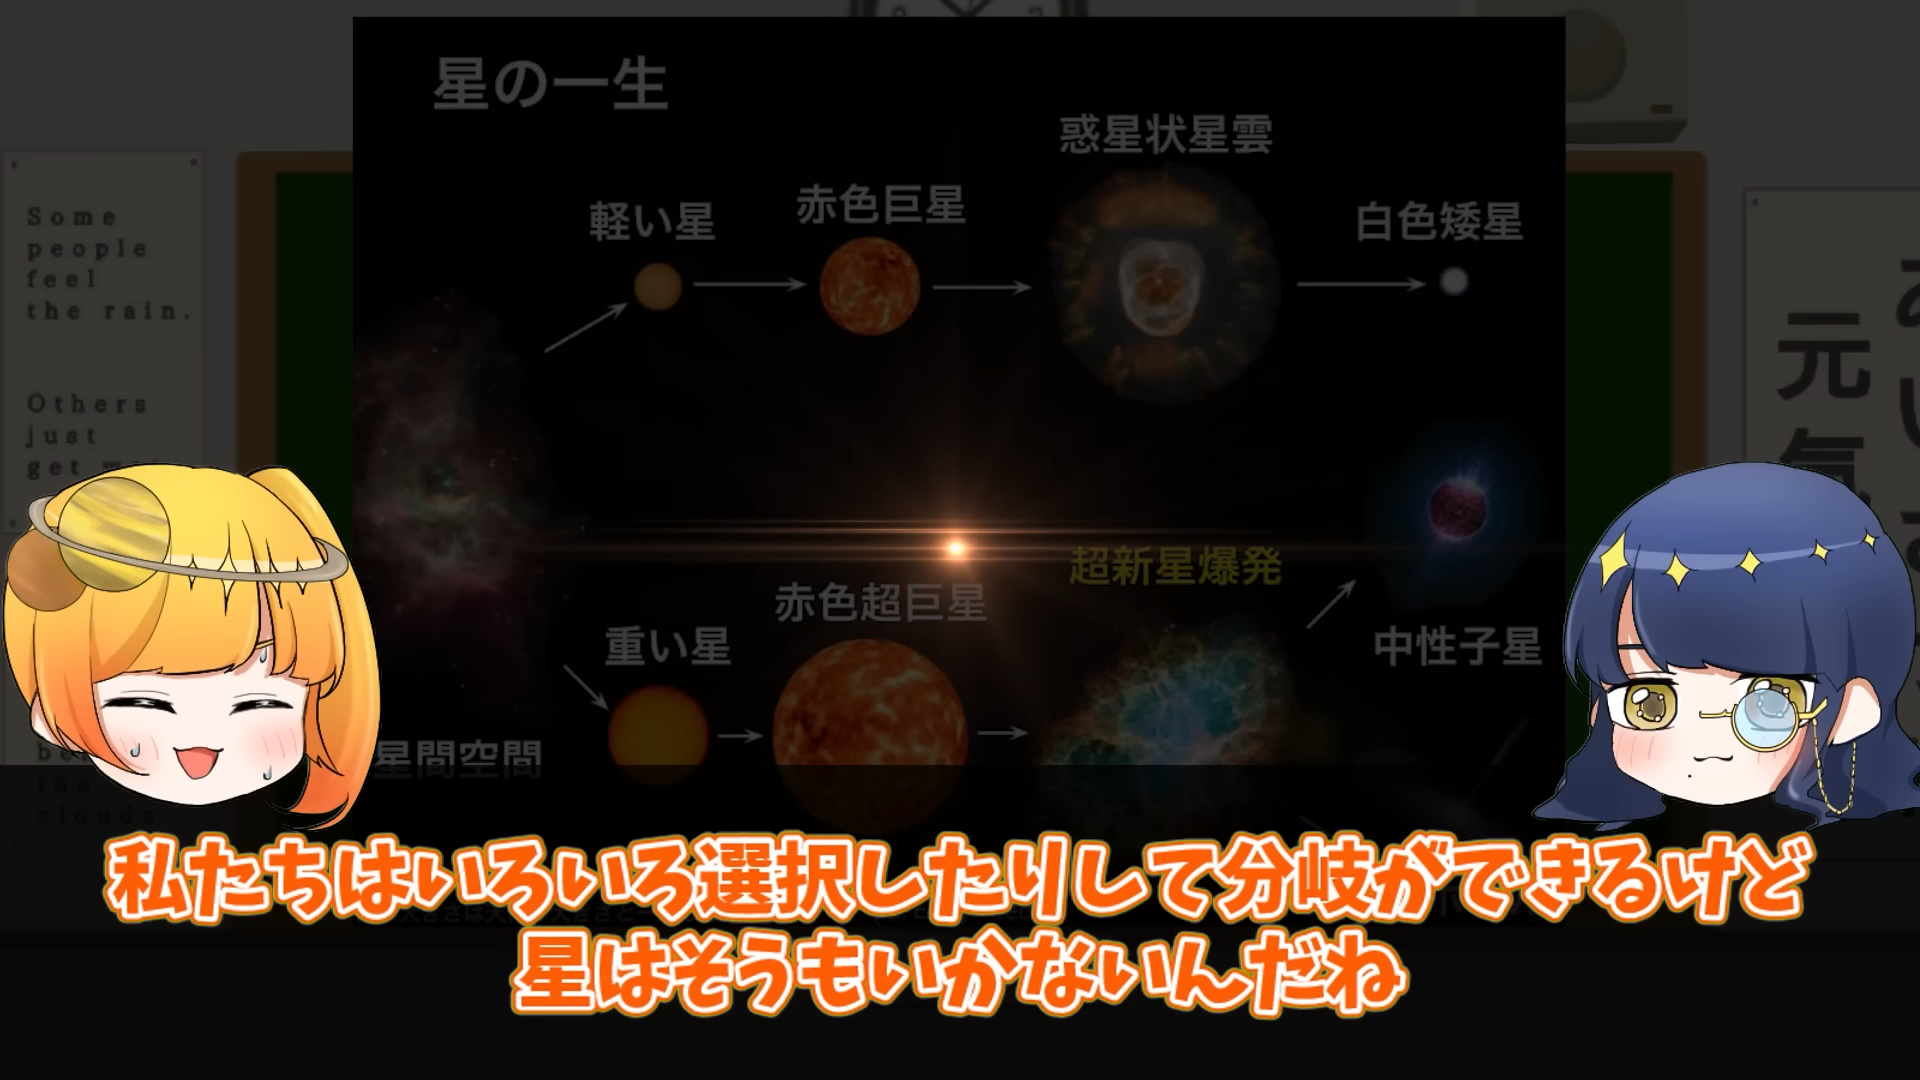 星の一生
惑星状星雲
軽い星
赤色巨星
白色矮星
Some
people
feel
the rain.
Others
just
get
元気
超新星爆発
赤色超巨星
重い星
中性子星
星間空間
the
clouds.
私たちはいろいろ選択したりして分岐ができるけど
星はそうもいかないんだね